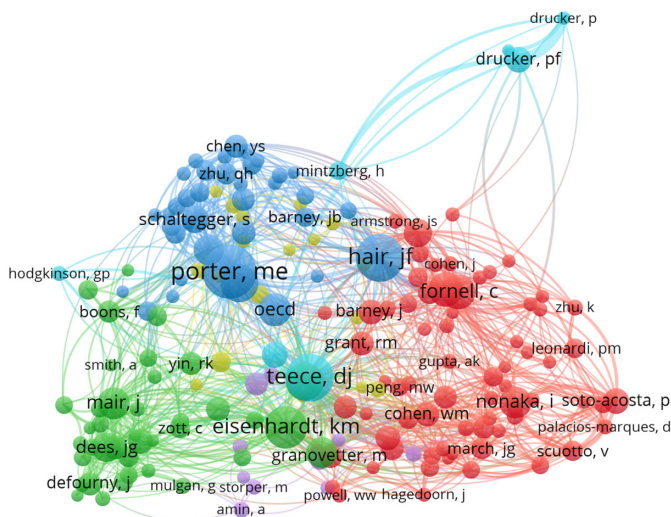 drucker, p
drucker, pf
chen, ys
zhu, qh
mintzberg, h
schaltegger, s
barney, jb
armstrong, js
hair, jf
cohen, j
porter, me
hodgkinson, gp
fornell, c
boons, f
oecd
barney, j
zhu, k
grant, rm
leonardi, pm
smith, a
yin, rk
gupta, ak
teece, dj
peng, mw
mair, j
cohen, wm
nonaka, i
soto-acosta, p
zott, c
eisenhardt, km
palacios-marques, d
dees, jg
granovetter, m
march, jg
scuotto, v
defourny, j
mulgan, g
storper, m
powell, ww
hagedoorn, j
amin, a